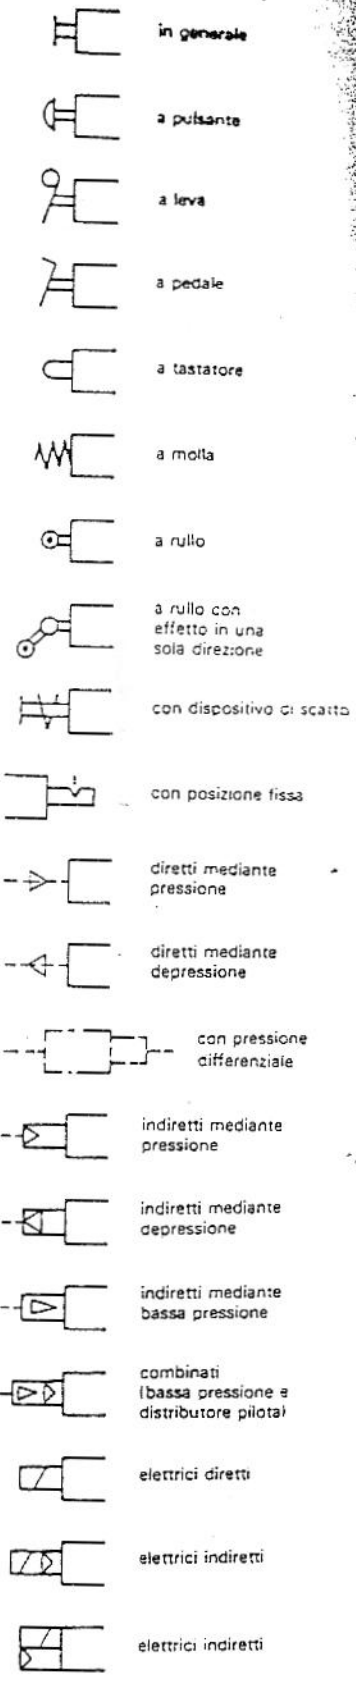 in generale
a pulsante
a leva
a pedale
a tastatore
a molla
a rullo
a rullo con
effetto in una
sola direzione
con dispositivo di scatto
con posizione fissa
diretti mediante
pressione
diretti mediante
depressione
con pressione
differenziale
indiretti mediante
pressione
indiretti mediante
depressione
indiretti mediante
bassa pressione
combinati
(bassa pressione e
distributore pilota)
elettrici diretti
elettrici indiretti
elettrici indiretti